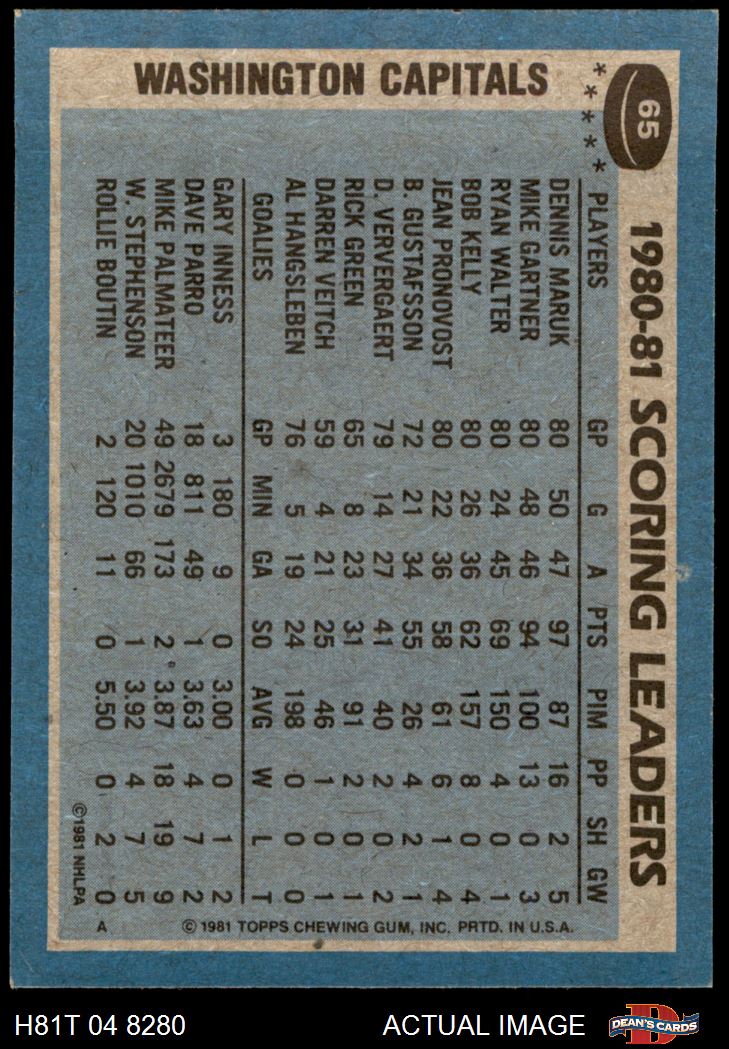 65
1980-81 SCORING LEADERS
★★★★★
WASHINGTON CAPITALS
PLAYERS GP G A PTS PIM PP SH GW
DENNIS MARUK 80 50 47 97 87 16 2 5
MIKE GARTNER 80 48 46 94 100 13 0 3
RYAN WALTER 80 24 45 69 150 4 0 1
BOB KELLY 80 26 36 62 157 8 0 4
JEAN PRONOVOST 80 22 36 58 61 6 1 4
B. GUSTAFSSON 72 21 34 55 26 4 2 1
D. VERVERGAERT 79 14 27 41 40 2 0 2
RICK GREEN 65 8 23 31 91 2 0 1
DARREN VEITCH 59 4 21 25 46 1 0 1
AL HANGSLEBEN 76 5 19 24 198 0 0 0
GOALIES MIN GA SO AVG W L T
GARY INNESS 3 180 9 0 3.00 0 1 2
DAVE PARRO 18 811 49 1 3.63 4 7 2
MIKE PALMATEER 49 2679 173 2 3.87 18 19 9
W. STEPHENSON 20 1010 66 1 3.92 4 7 5
ROLLIE BOUTIN 2 120 11 0 5.50 0 2 0
© 1981 TOPPS CHEWING GUM, INC. PRTD. IN U.S.A.
©1981 NHLPA
A
H81T 04 8280
ACTUAL IMAGE
D
DEAN'S CARDS